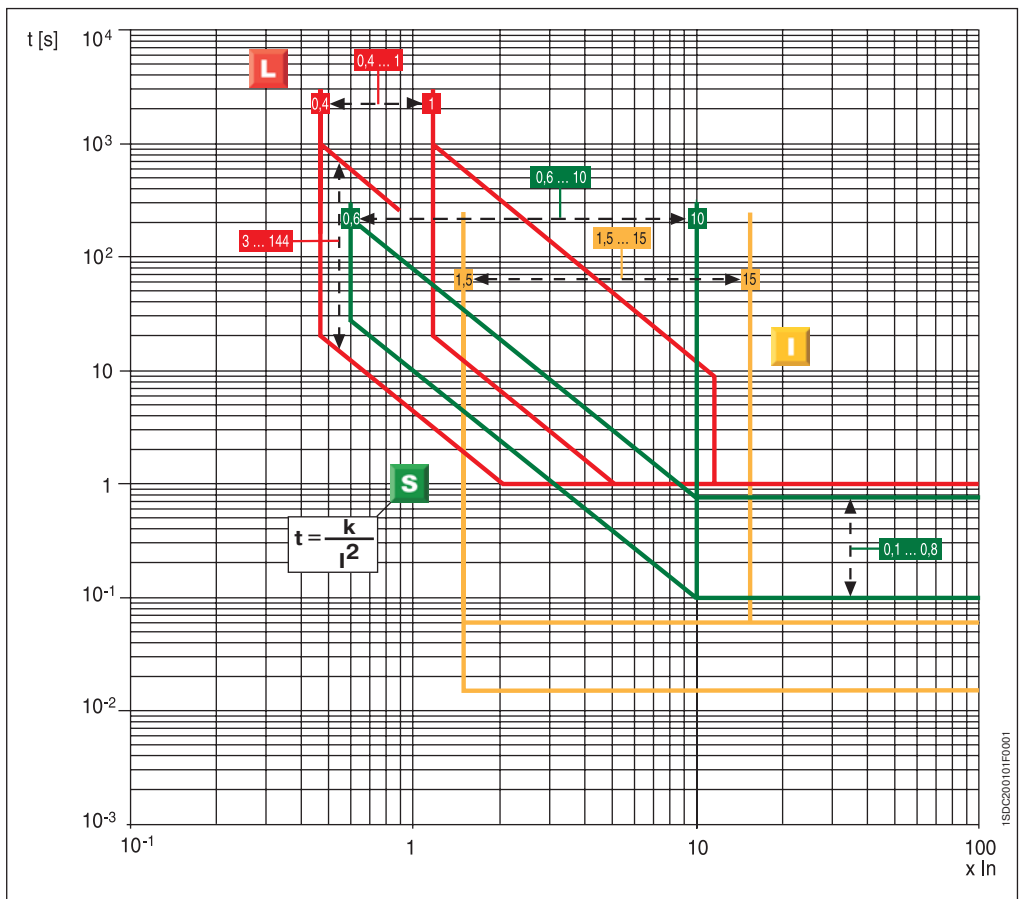 t [s]
10⁴
L
0,4 ... 1
0,4
1
10³
0,6 ... 10
0,6
10
3 ... 144
1,5 ... 15
10²
1,5
15
I
10
S
1
t = k
I²
0,1 ... 0,8
10⁻¹
10⁻²
10⁻³
10⁻¹
1
10
100
x In
1SDC200101F0001